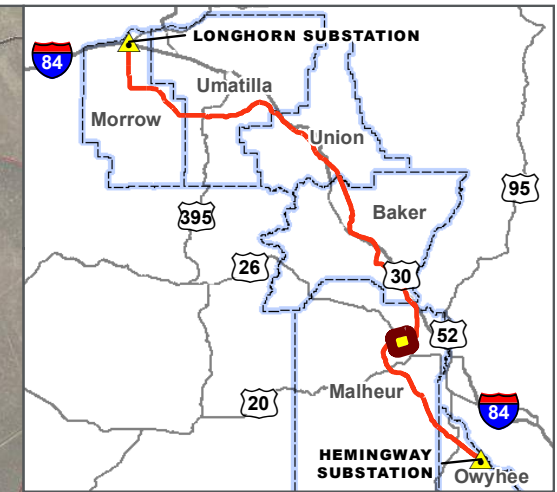 LONGHORN SUBSTATION
84
Umatilla
Morrow
Union
95
Baker
395
26
30
52
Malheur
20
84
HEMINGWAY
SUBSTATION
Owyhee